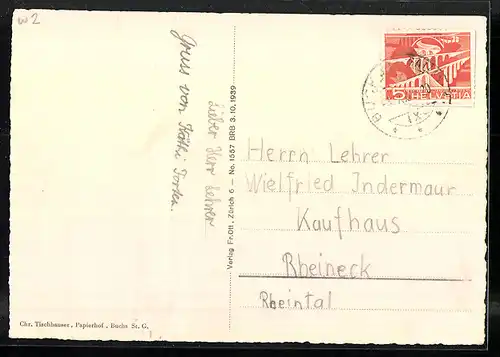 w2
Lieber Herr Lehrer
Gruss von Käthi
Verlag Fr. Ott, Zürich 6 — No. 1557 BRB 3.10.1939
5 HELVETIA
Herrn Lehrer
Wielfried Indermaur
Kaufhaus
Rheineck
Rheintal
Chr. Tischhauser, Papierhof, Buchs St. G.